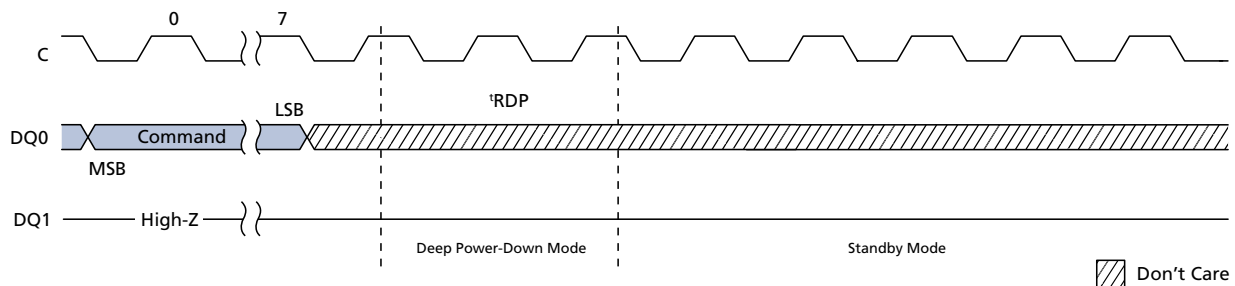 0 7
C
LSB
ᵗRDP
DQ0 Command
MSB
DQ1 High-Z
Deep Power-Down Mode Standby Mode
Don't Care